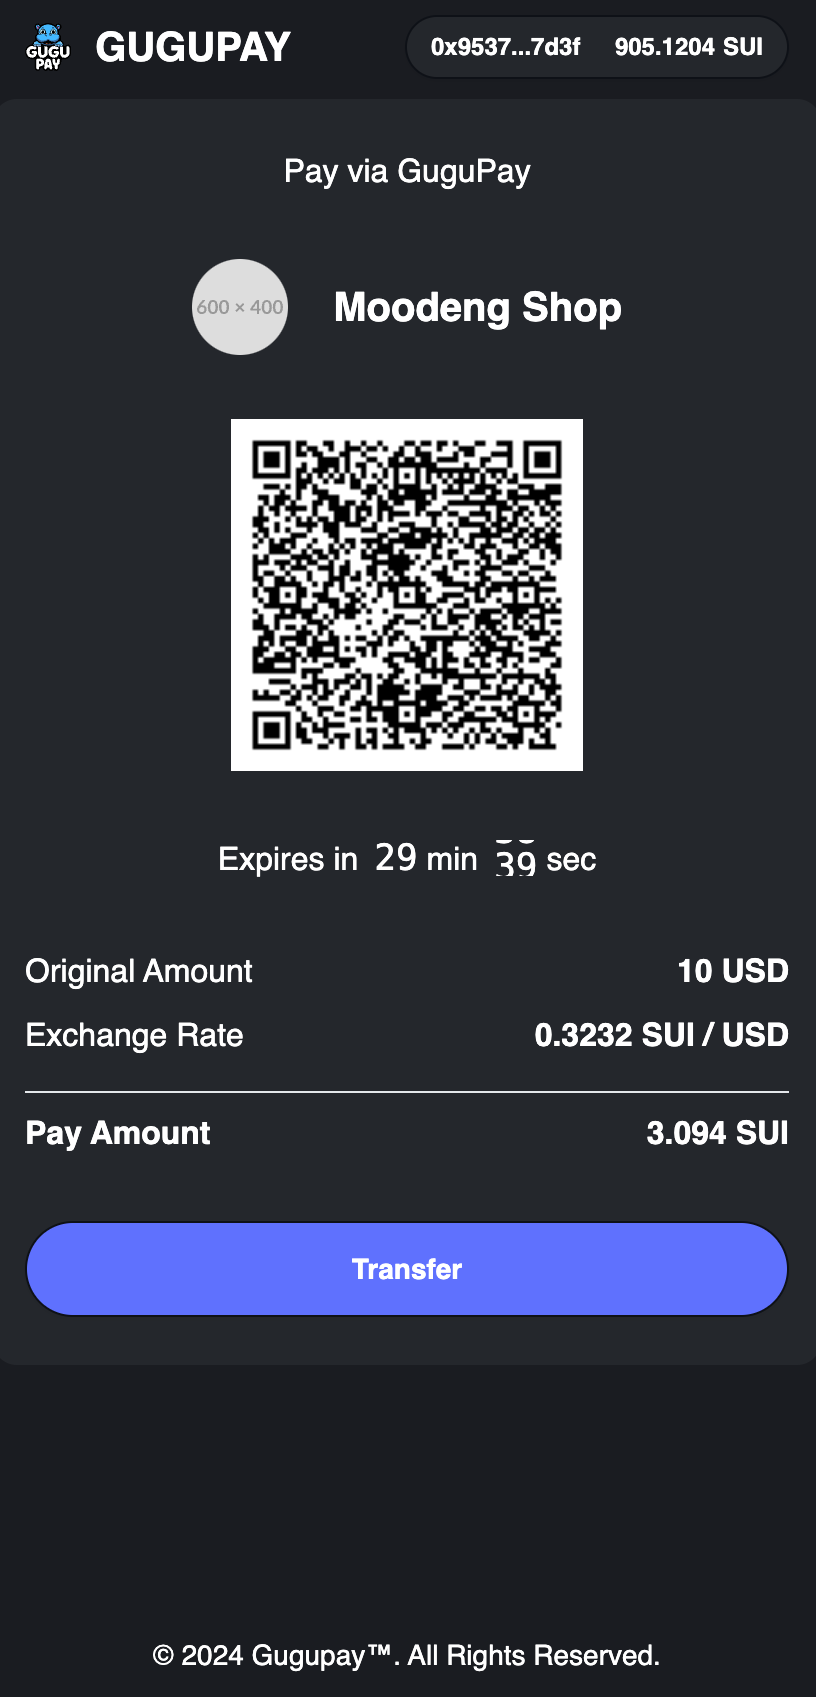 GUGU
PAY
GUGUPAY
0x9537...7d3f 905.1204 SUI
Pay via GuguPay
600 × 400
Moodeng Shop
Expires in 29 min 39 sec
Original Amount 10 USD
Exchange Rate 0.3232 SUI / USD
Pay Amount 3.094 SUI
Transfer
© 2024 Gugupay™. All Rights Reserved.